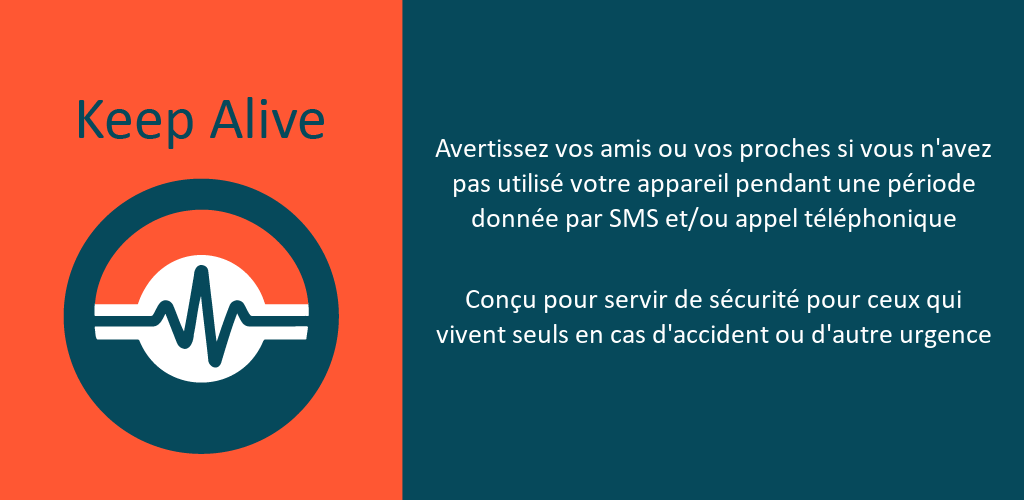 Keep Alive
Avertissez vos amis ou vos proches si vous n'avez
pas utilisé votre appareil pendant une période
donnée par SMS et/ou appel téléphonique
Conçu pour servir de sécurité pour ceux qui
vivent seuls en cas d'accident ou d'autre urgence